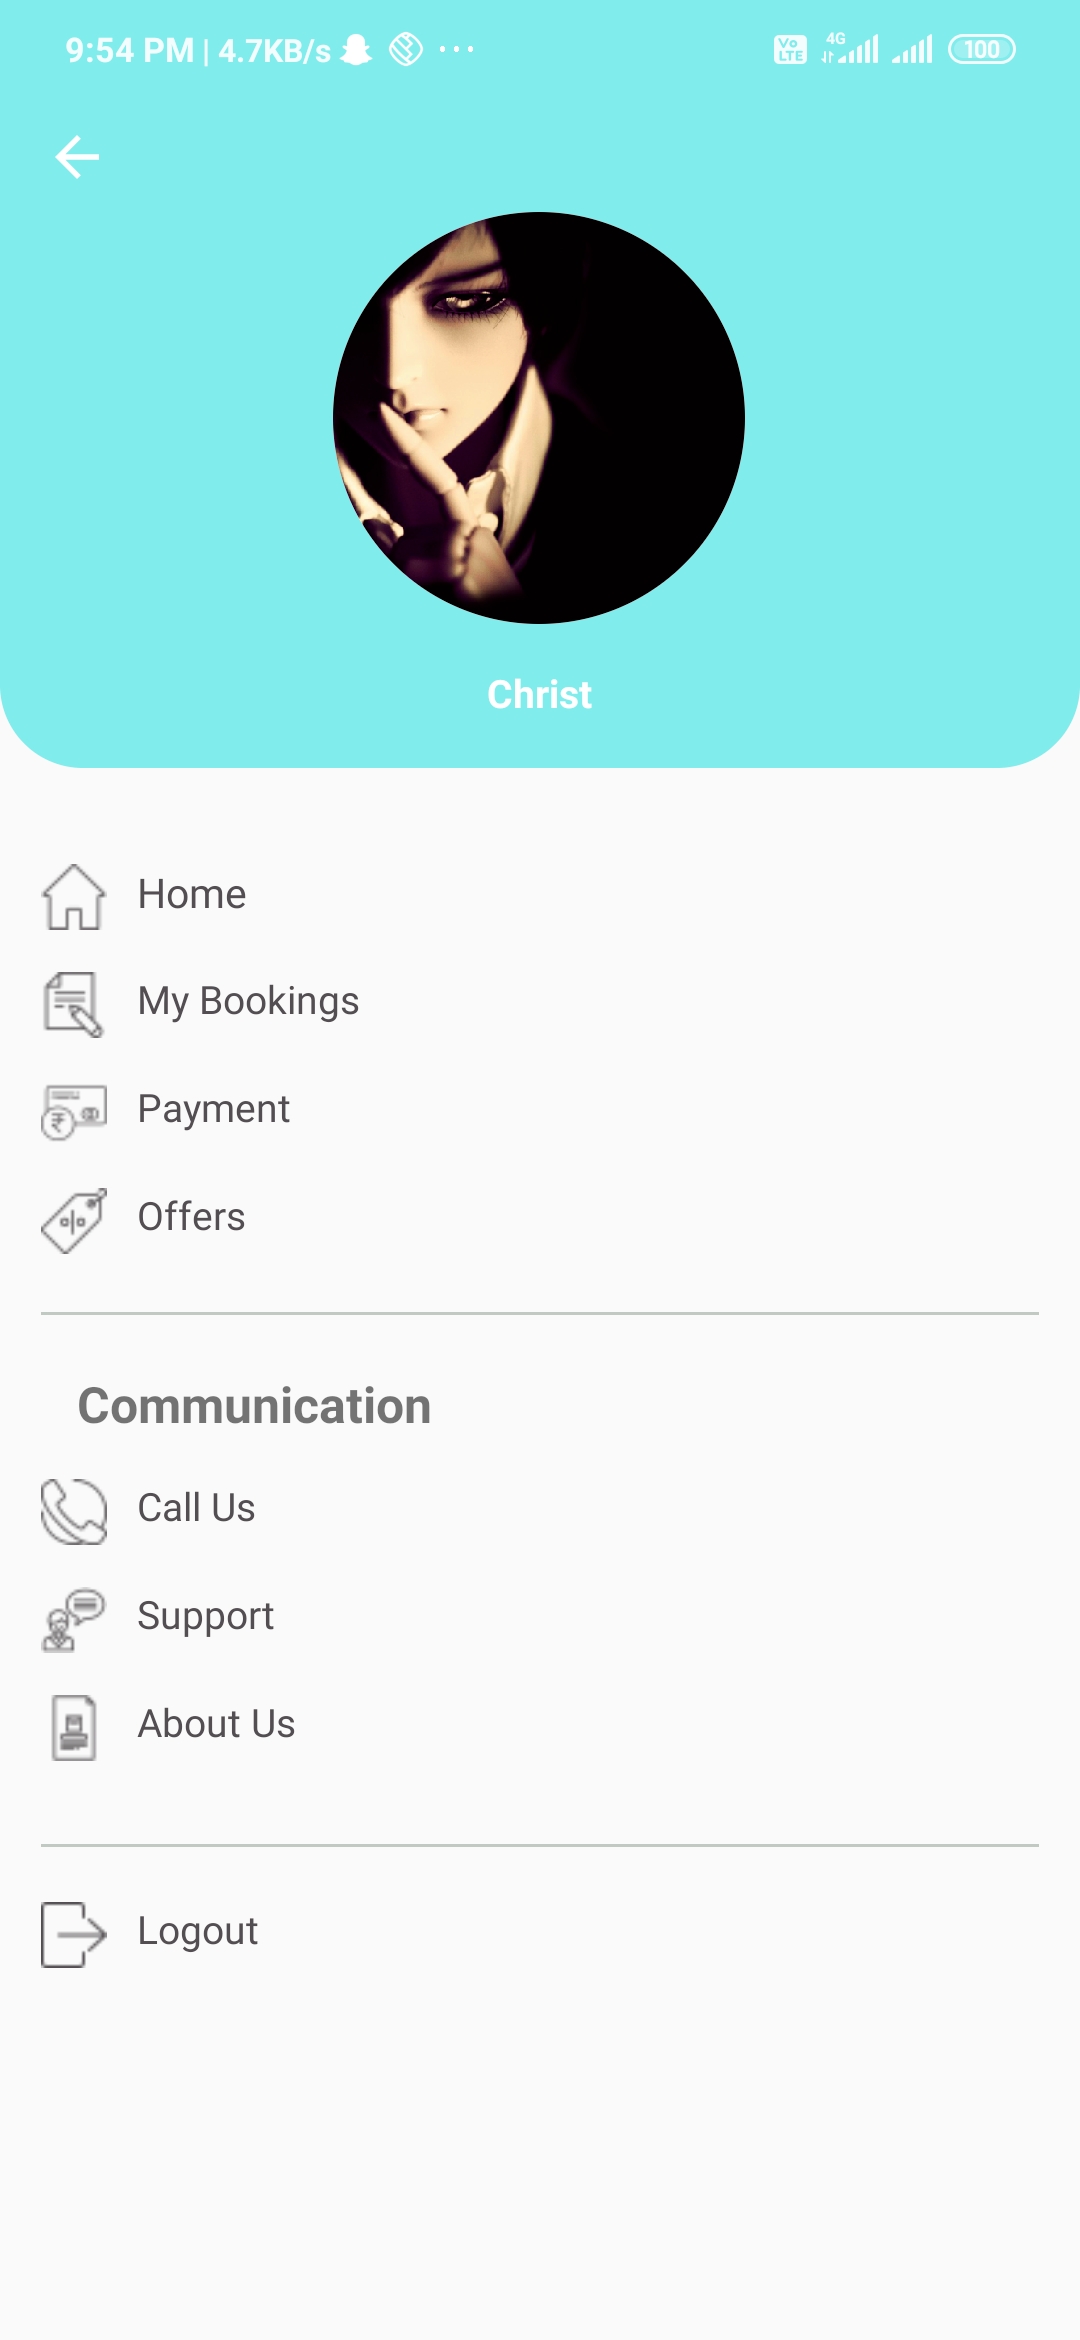 9:54 PM | 4.7KB/s ... Vo LTE 4G 100
Christ
Home
My Bookings
Payment
Offers
Communication
Call Us
Support
About Us
Logout